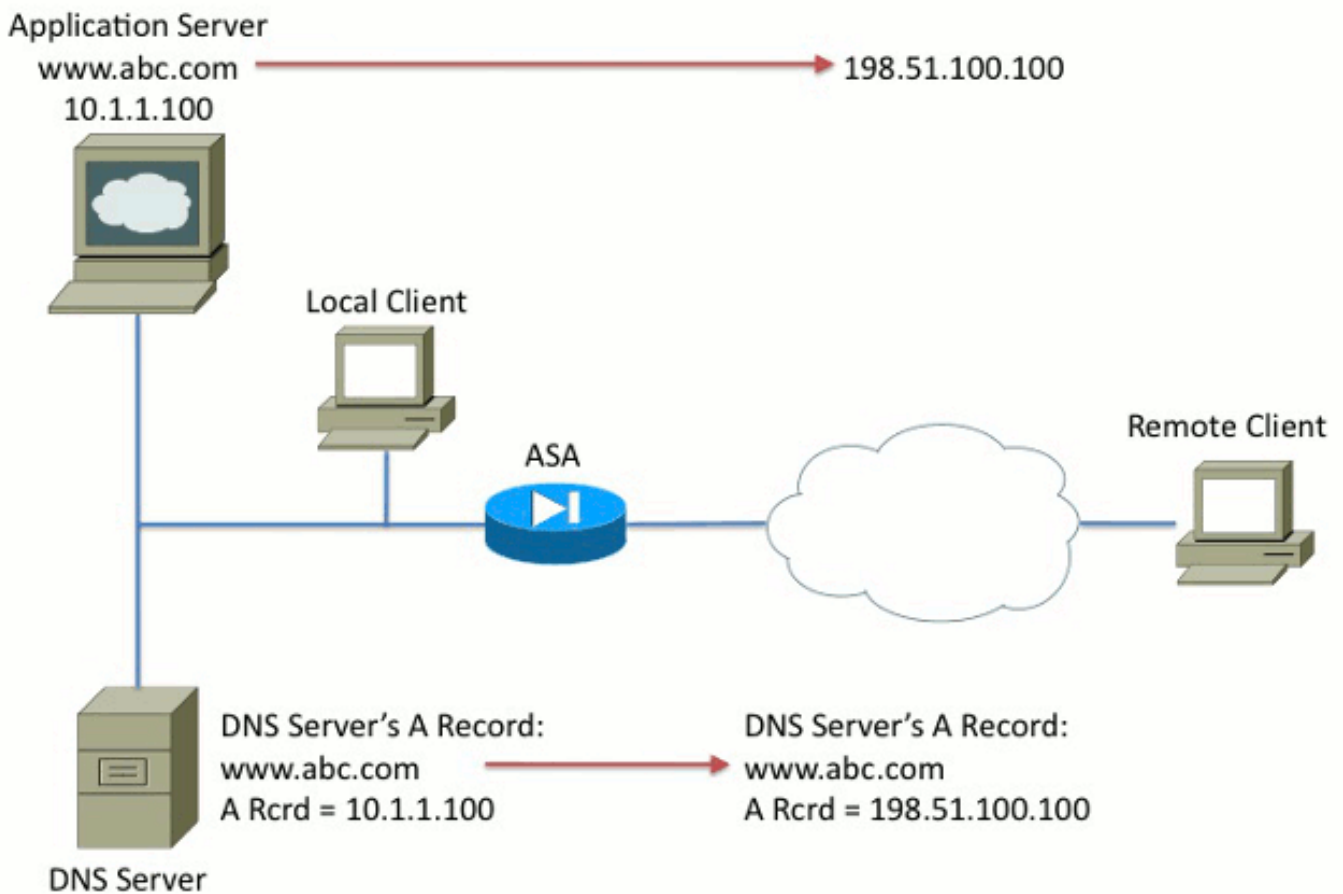 Application Server
www.abc.com
10.1.1.100
198.51.100.100
Local Client
ASA
Remote Client
DNS Server's A Record:
www.abc.com
A Rcrd = 10.1.1.100
DNS Server's A Record:
www.abc.com
A Rcrd = 198.51.100.100
DNS Server